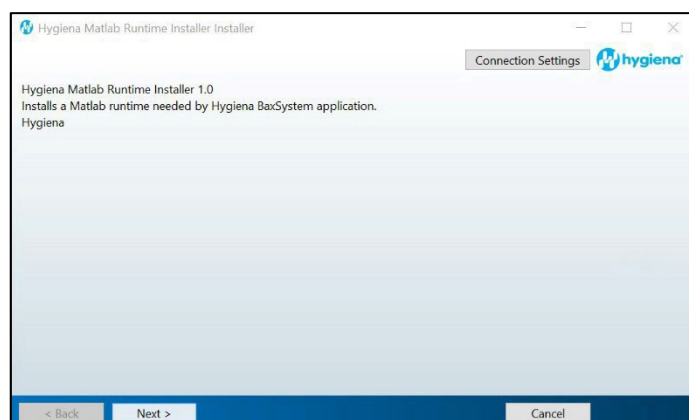 Hygiena Matlab Runtime Installer Installer
Connection Settings
hygiena
Hygiena Matlab Runtime Installer 1.0
Installs a Matlab runtime needed by Hygiena BaxSystem application.
Hygiena
< Back
Next >
Cancel